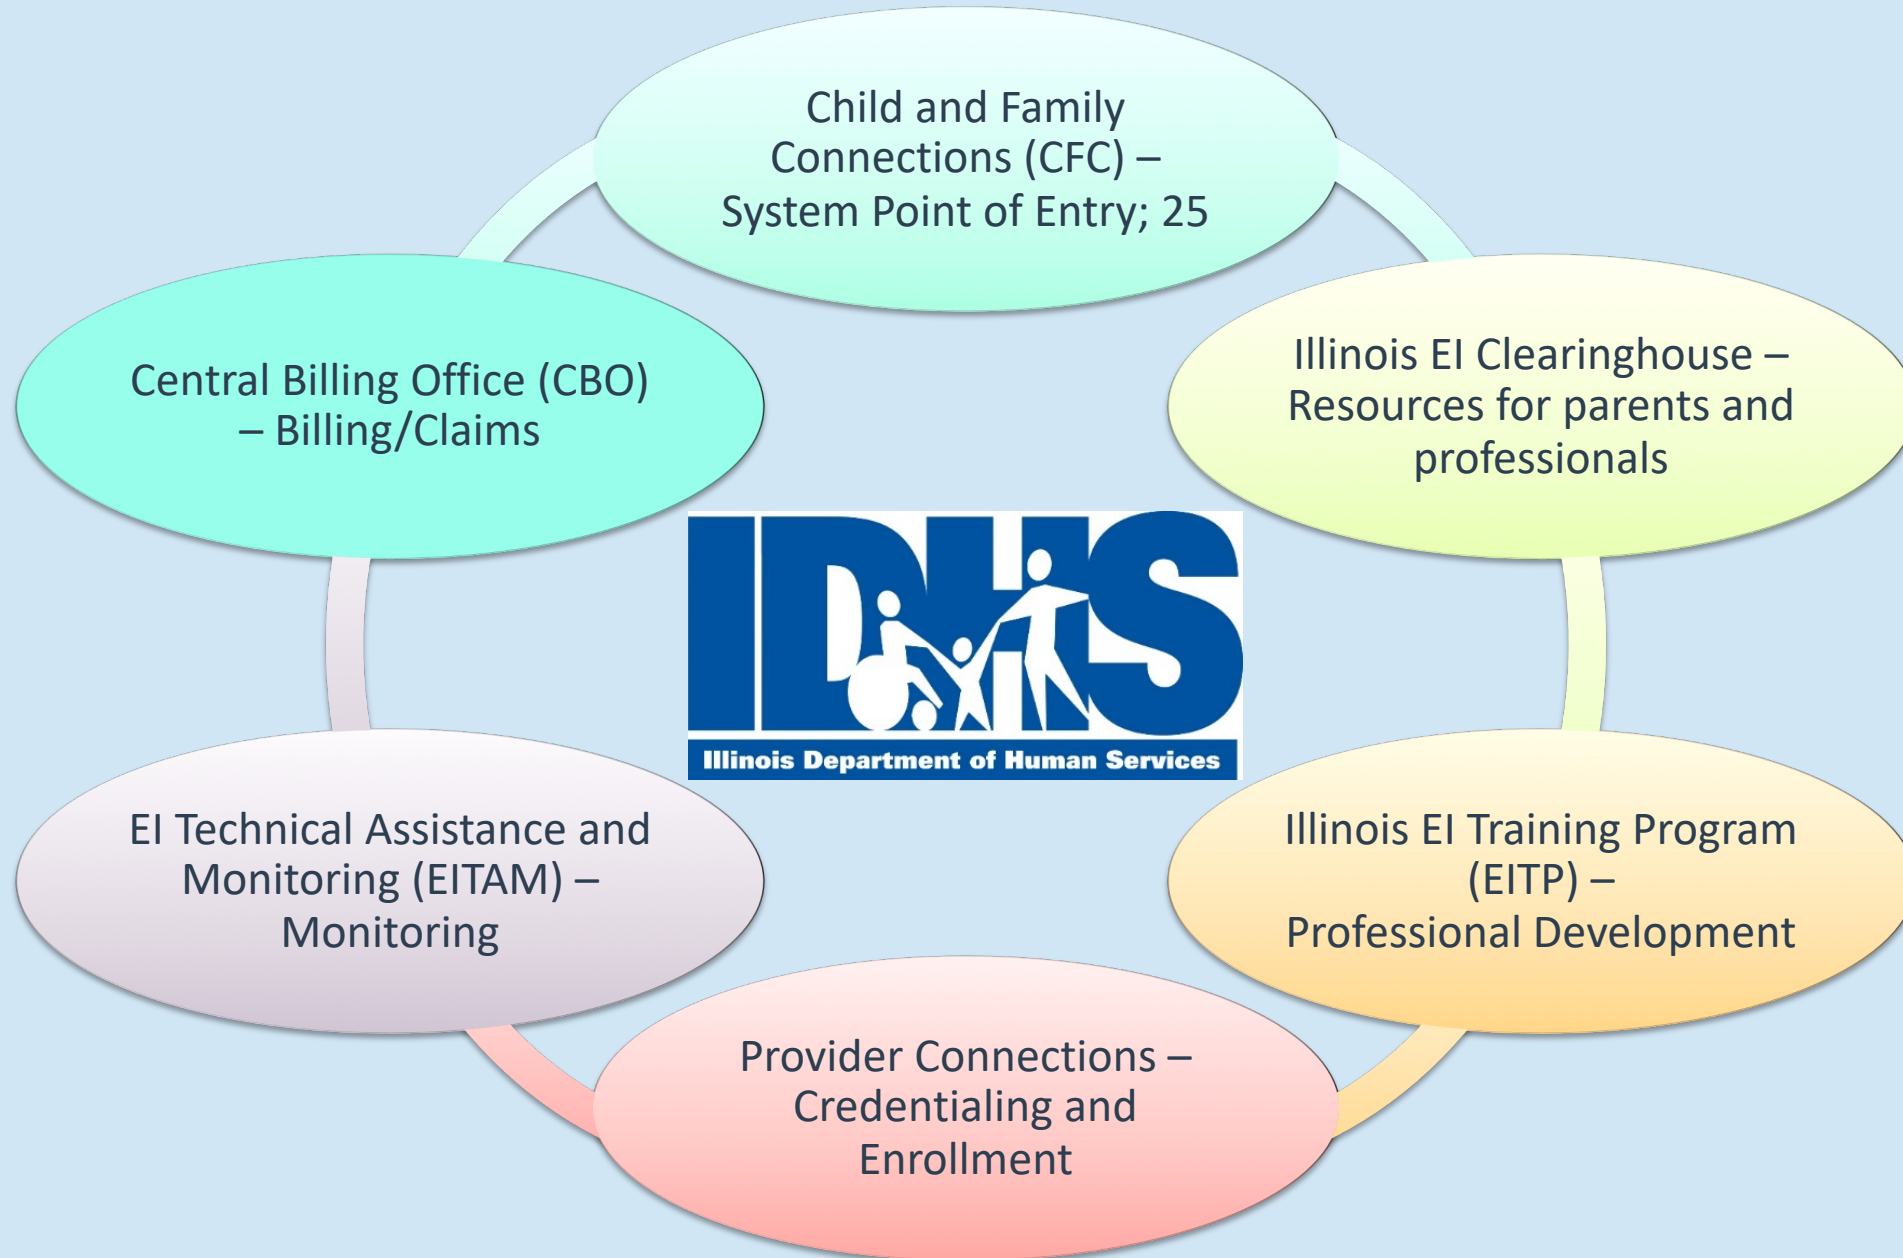 Child and Family
Connections (CFC) –
System Point of Entry; 25
Illinois EI Clearinghouse –
Resources for parents and
professionals
Illinois EI Training Program
(EITP) –
Professional Development
Provider Connections –
Credentialing and
Enrollment
EI Technical Assistance and
Monitoring (EITAM) –
Monitoring
Central Billing Office (CBO)
– Billing/Claims
IDHS
Illinois Department of Human Services